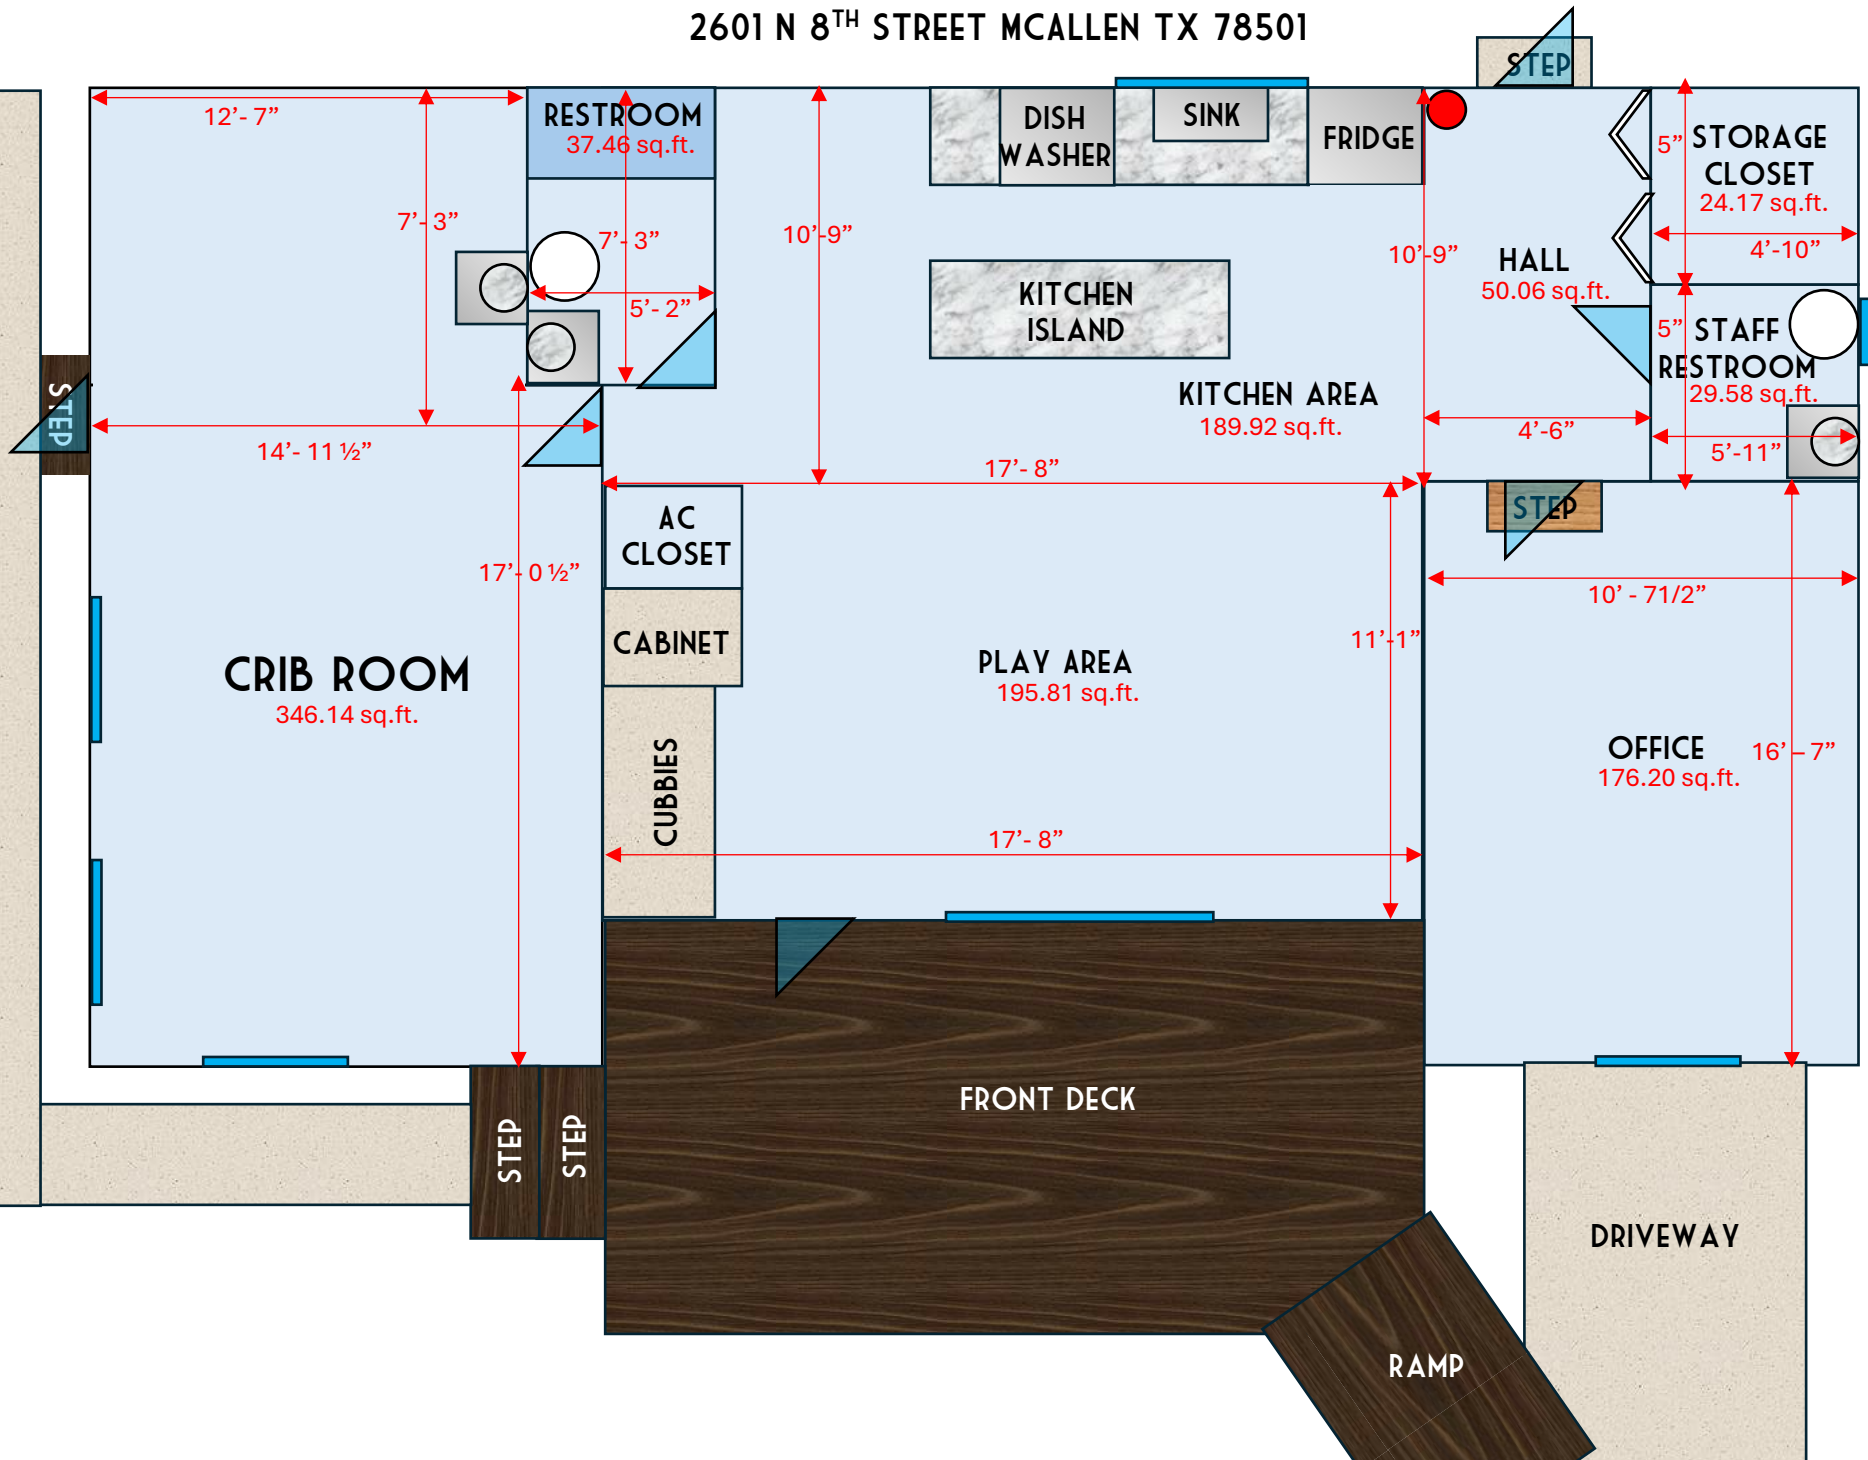 2601 N 8TH STREET MCALLEN TX 78501
STEP
12’- 7”
RESTROOM
37.46 sq.ft.
DISH
WASHER
SINK
FRIDGE
5”
STORAGE
CLOSET
24.17 sq.ft.
4’-10”
7’- 3”
7’- 3”
5’- 2”
10’-9”
10’-9”
HALL
50.06 sq.ft.
KITCHEN
ISLAND
5”
STAFF
RESTROOM
29.58 sq.ft.
KITCHEN AREA
189.92 sq.ft.
4’-6”
5’-11”
STEP
14’- 11 ½”
17’- 8”
AC
CLOSET
STEP
17’- 0 ½”
10’ - 71/2”
CABINET
11’-1”
CRIB ROOM
346.14 sq.ft.
PLAY AREA
195.81 sq.ft.
OFFICE
176.20 sq.ft.
16’ – 7”
CUBBIES
17’- 8”
FRONT DECK
STEP
STEP
DRIVEWAY
RAMP